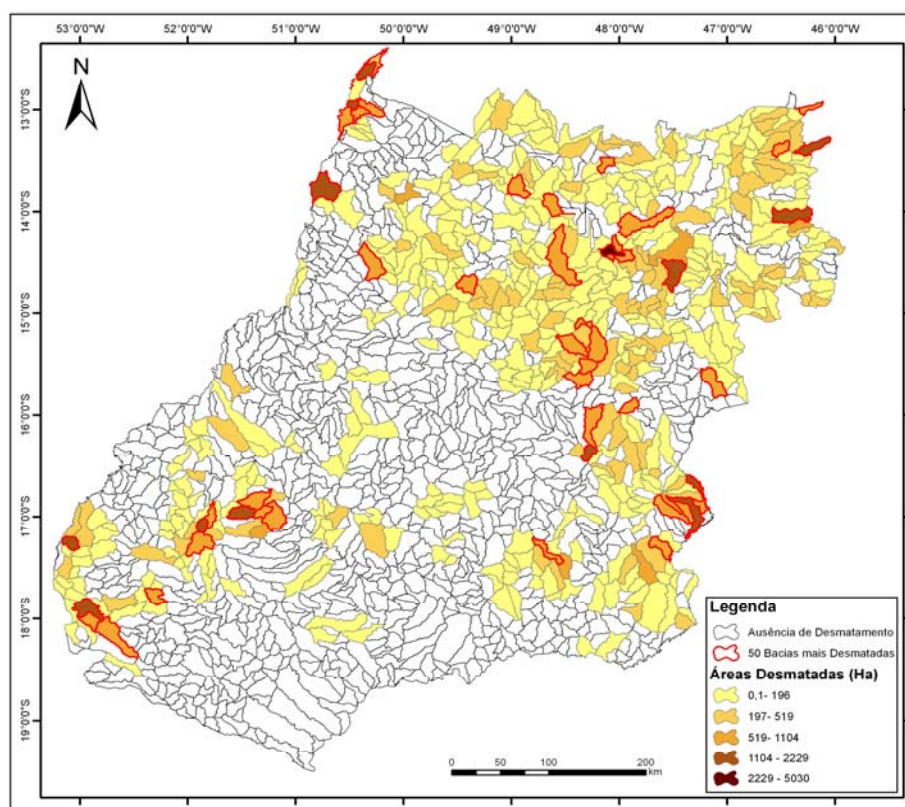 53°0'0"W 52°0'0"W 51°0'0"W 50°0'0"W 49°0'0"W 48°0'0"W 47°0'0"W 46°0'0"W
N
13°0'0"S
14°0'0"S
15°0'0"S
16°0'0"S
17°0'0"S
18°0'0"S
19°0'0"S
Legenda
Ausência de Desmatamento
50 Bacias mais Desmatadas
Áreas Desmatadas (Ha)
0,1- 196
197- 519
519- 1104
1104 - 2229
2229 - 5030
0 50 100 200
km